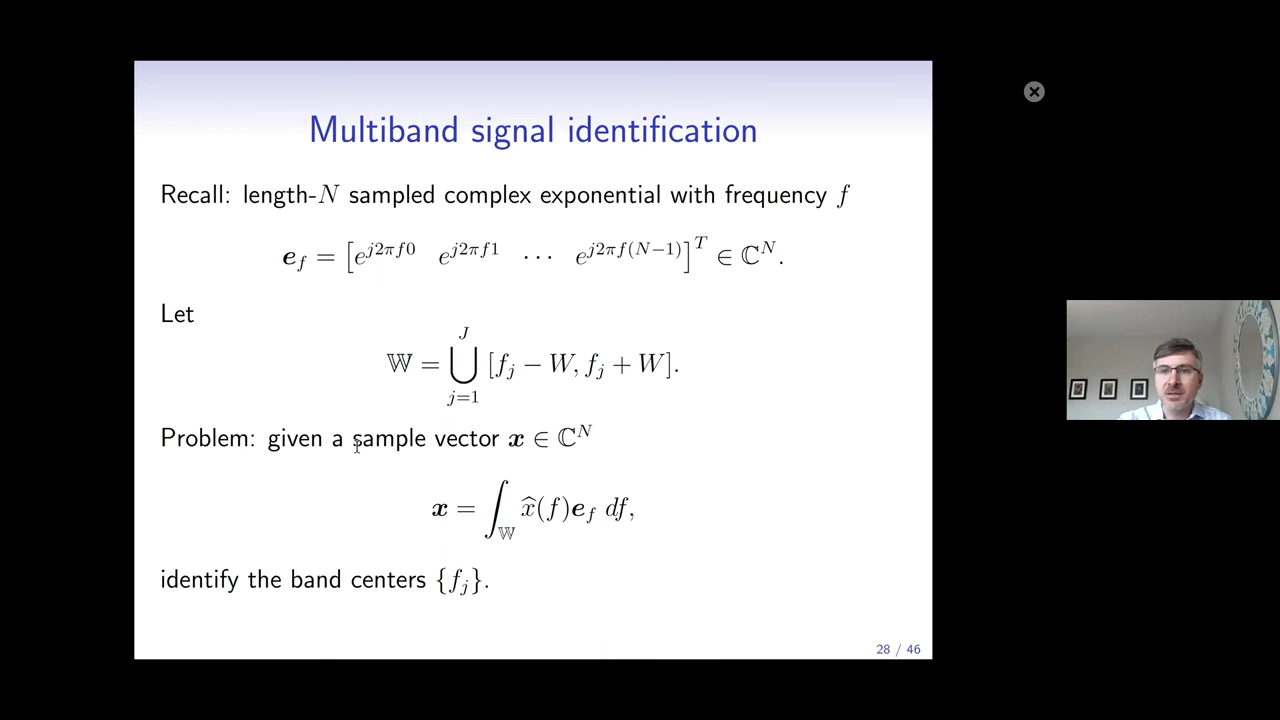 Multiband signal identification
Recall: length-N sampled complex exponential with frequency f
e_f = [e^{j2πf0} e^{j2πf1} ⋯ e^{j2πf(N−1)}]^T ∈ ℂ^N.
Let
𝕎 = ⋃_{j=1}^{J} [f_j − W, f_j + W].
Problem: given a sample vector x ∈ ℂ^N
x = ∫_𝕎 x̂(f)e_f df,
identify the band centers {f_j}.
28 / 46